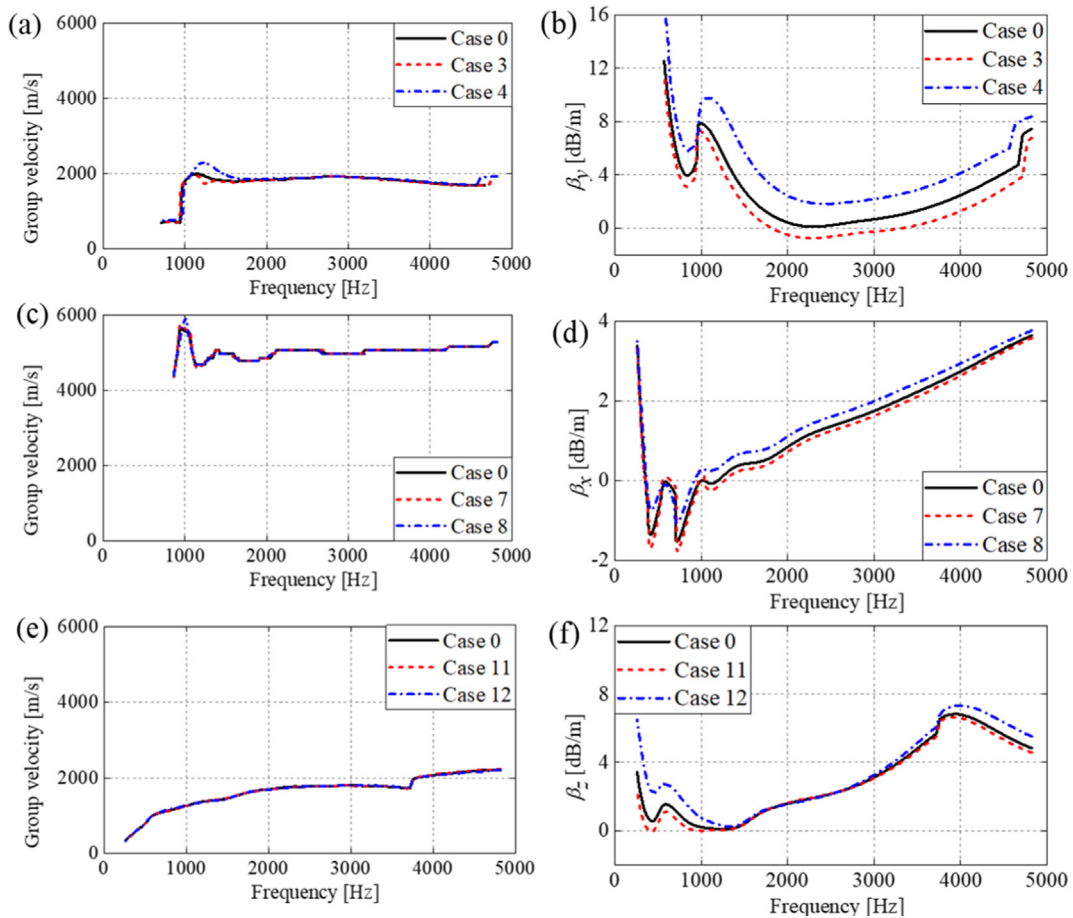 (a)
6000
4000
2000
0
Group velocity [m/s]
Case 0
Case 3
Case 4
0 1000 2000 3000 4000 5000
Frequency [Hz]
(b)
16
12
8
4
0
βy [dB/m]
Case 0
Case 3
Case 4
0 1000 2000 3000 4000 5000
Frequency [Hz]
(c)
6000
4000
2000
0
Group velocity [m/s]
Case 0
Case 7
Case 8
0 1000 2000 3000 4000 5000
Frequency [Hz]
(d)
4
2
0
-2
βx [dB/m]
Case 0
Case 7
Case 8
0 1000 2000 3000 4000 5000
Frequency [Hz]
(e)
6000
4000
2000
0
Group velocity [m/s]
Case 0
Case 11
Case 12
0 1000 2000 3000 4000 5000
Frequency [Hz]
(f)
12
8
4
0
βz [dB/m]
Case 0
Case 11
Case 12
0 1000 2000 3000 4000 5000
Frequency [Hz]